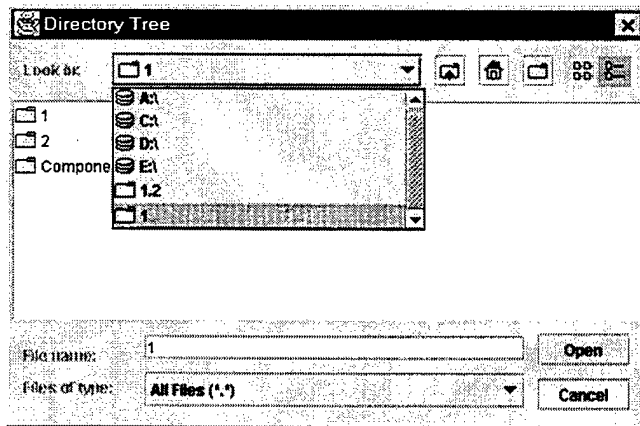 Directory Tree
Look in:
1
A:\
C:\
D:\
E:\
1.2
1
1
2
Compone
File name:
1
Open
Files of type:
All Files (*.*)
Cancel